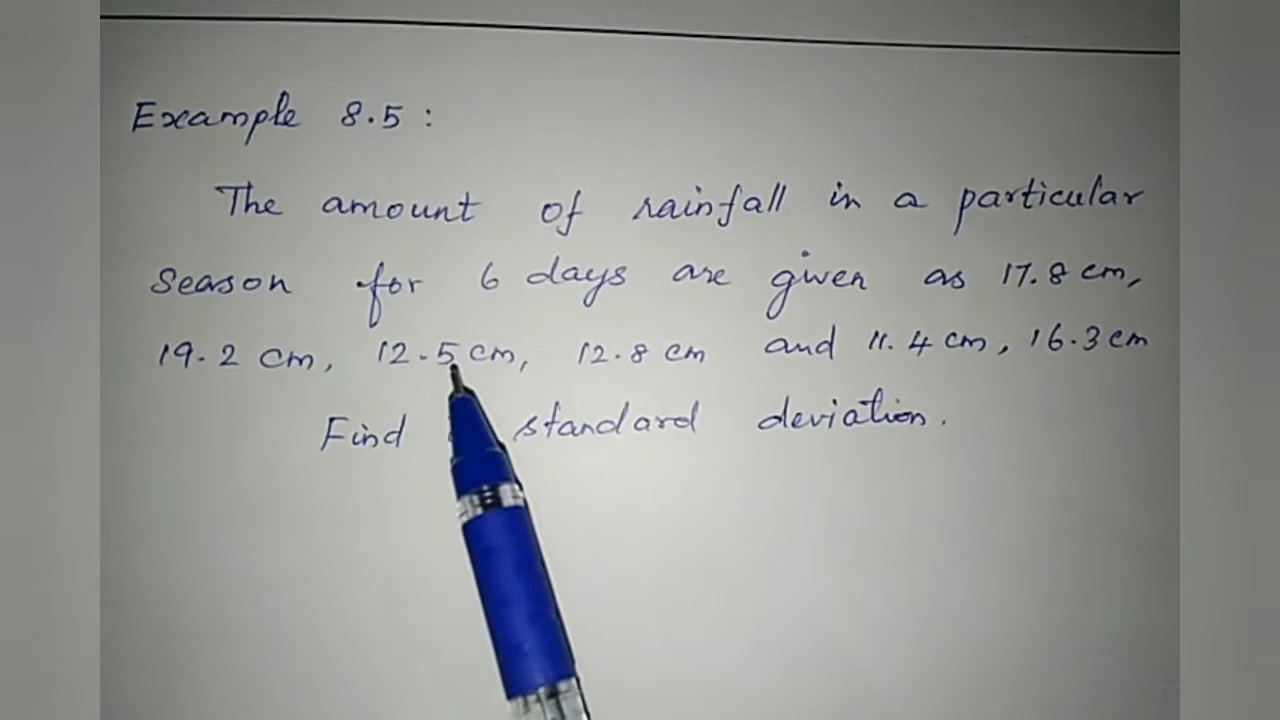 Example 8.5 :
The amount of rainfall in a particular
Season for 6 days are given as 17.8 cm,
19.2 cm, 12.5 cm, 12.8 cm and 11.4 cm, 16.3 cm
Find standard deviation.